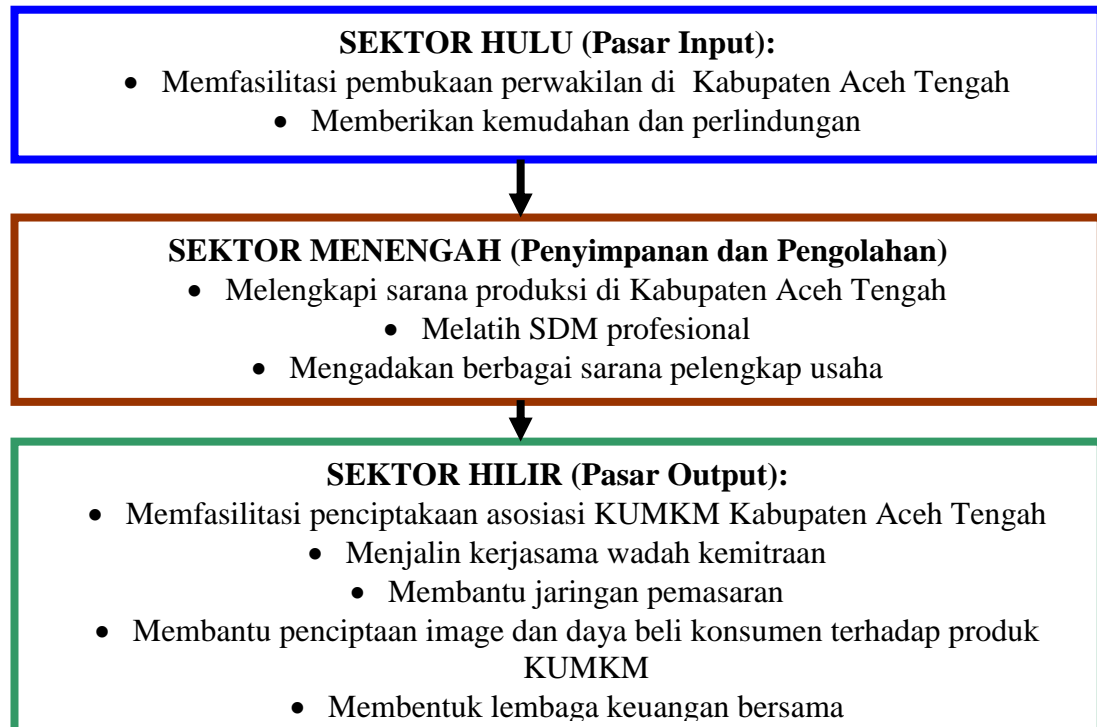 SEKTOR HULU (Pasar Input):
• Memfasilitasi pembukaan perwakilan di Kabupaten Aceh Tengah
• Memberikan kemudahan dan perlindungan
SEKTOR MENENGAH (Penyimpanan dan Pengolahan)
• Melengkapi sarana produksi di Kabupaten Aceh Tengah
• Melatih SDM profesional
• Mengadakan berbagai sarana pelengkap usaha
SEKTOR HILIR (Pasar Output):
• Memfasilitasi penciptakaan asosiasi KUMKM Kabupaten Aceh Tengah
• Menjalin kerjasama wadah kemitraan
• Membantu jaringan pemasaran
• Membantu penciptaan image dan daya beli konsumen terhadap produk
KUMKM
• Membentuk lembaga keuangan bersama